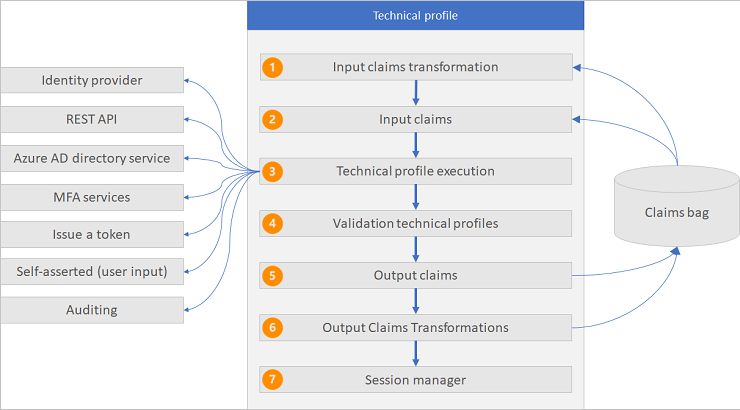 Technical profile
1 Input claims transformation
2 Input claims
3 Technical profile execution
4 Validation technical profiles
5 Output claims
6 Output Claims Transformations
7 Session manager
Identity provider
REST API
Azure AD directory service
MFA services
Issue a token
Self-asserted (user input)
Auditing
Claims bag